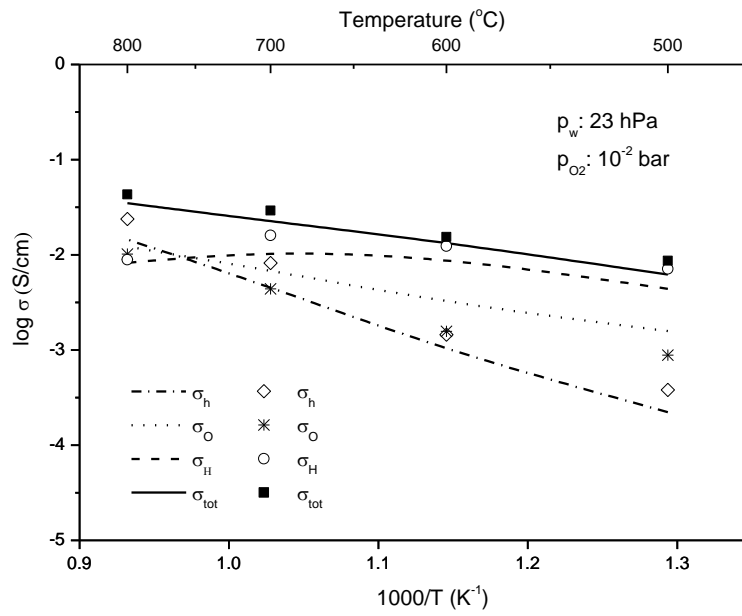 Temperature (°C)
800 700 600 500
0
-1
-2
-3
-4
-5
log σ (S/cm)
p_w: 23 hPa
p_O2: 10^-2 bar
σ_h σ_h
σ_O σ_O
σ_H σ_H
σ_tot σ_tot
0.9 1.0 1.1 1.2 1.3
1000/T (K^-1)